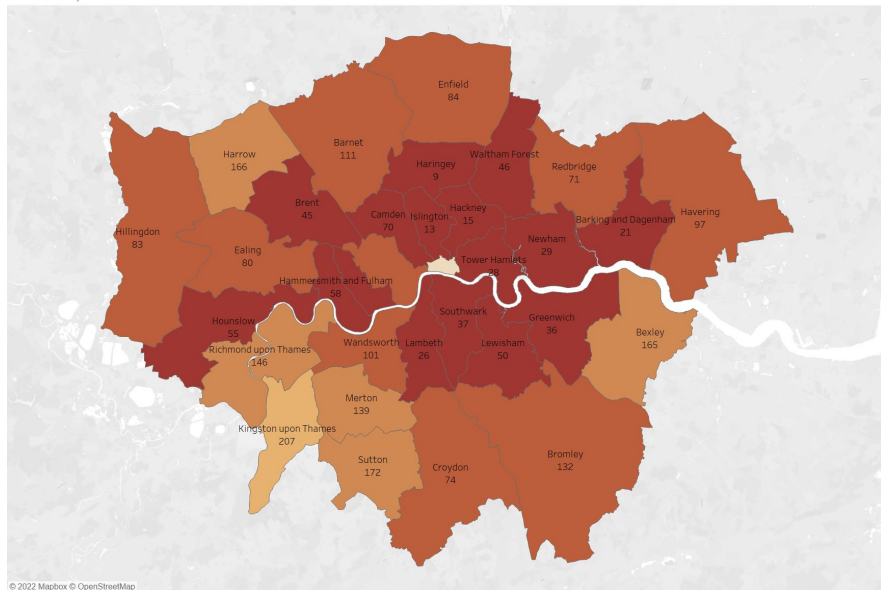 Enfield
84
Harrow
166
Barnet
111
Haringey
9
Waltham Forest
46
Redbridge
71
Hillingdon
83
Brent
45
Camden
70
Islington
13
Hackney
15
Barking and Dagenham
21
Havering
97
Ealing
80
Newham
29
Tower Hamlets
28
Hammersmith and Fulham
58
Hounslow
55
Southwark
37
Greenwich
36
Bexley
165
Richmond upon Thames
146
Wandsworth
101
Lambeth
26
Lewisham
50
Merton
139
Kingston upon Thames
207
Sutton
172
Croydon
74
Bromley
132
© 2022 Mapbox © OpenStreetMap